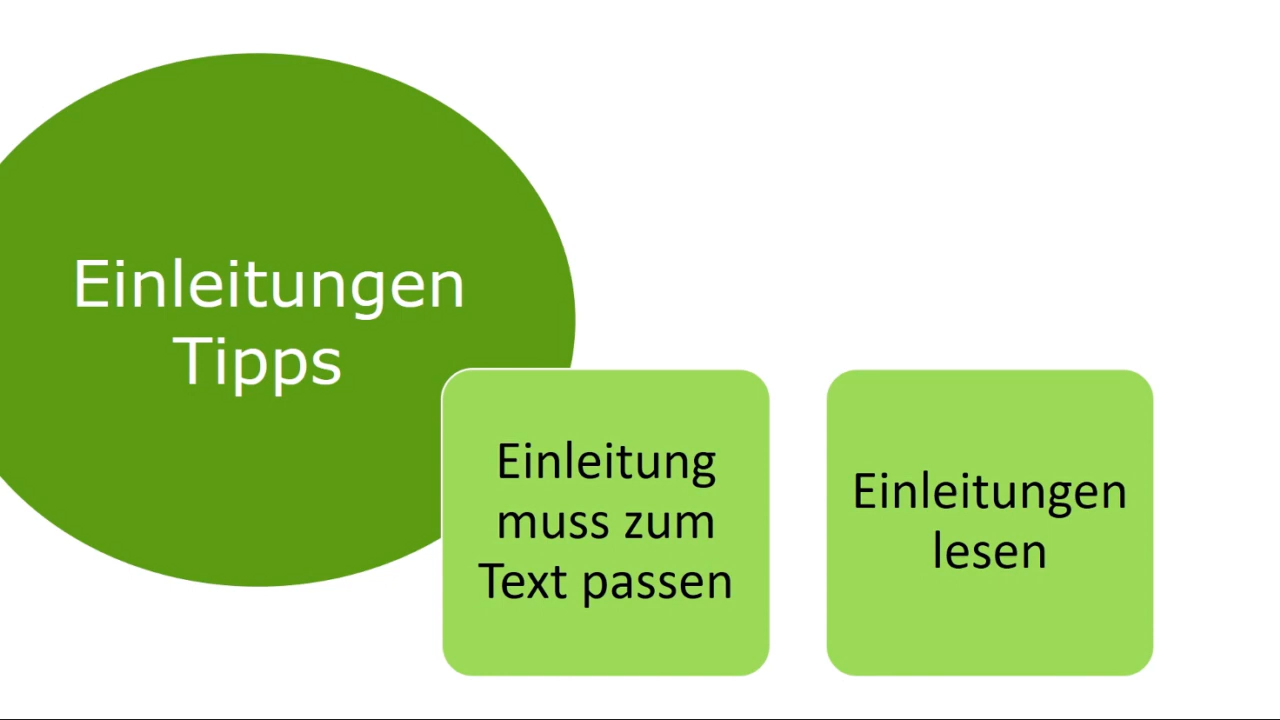 Einleitungen
Tipps
Einleitung
muss zum
Text passen
Einleitungen
lesen